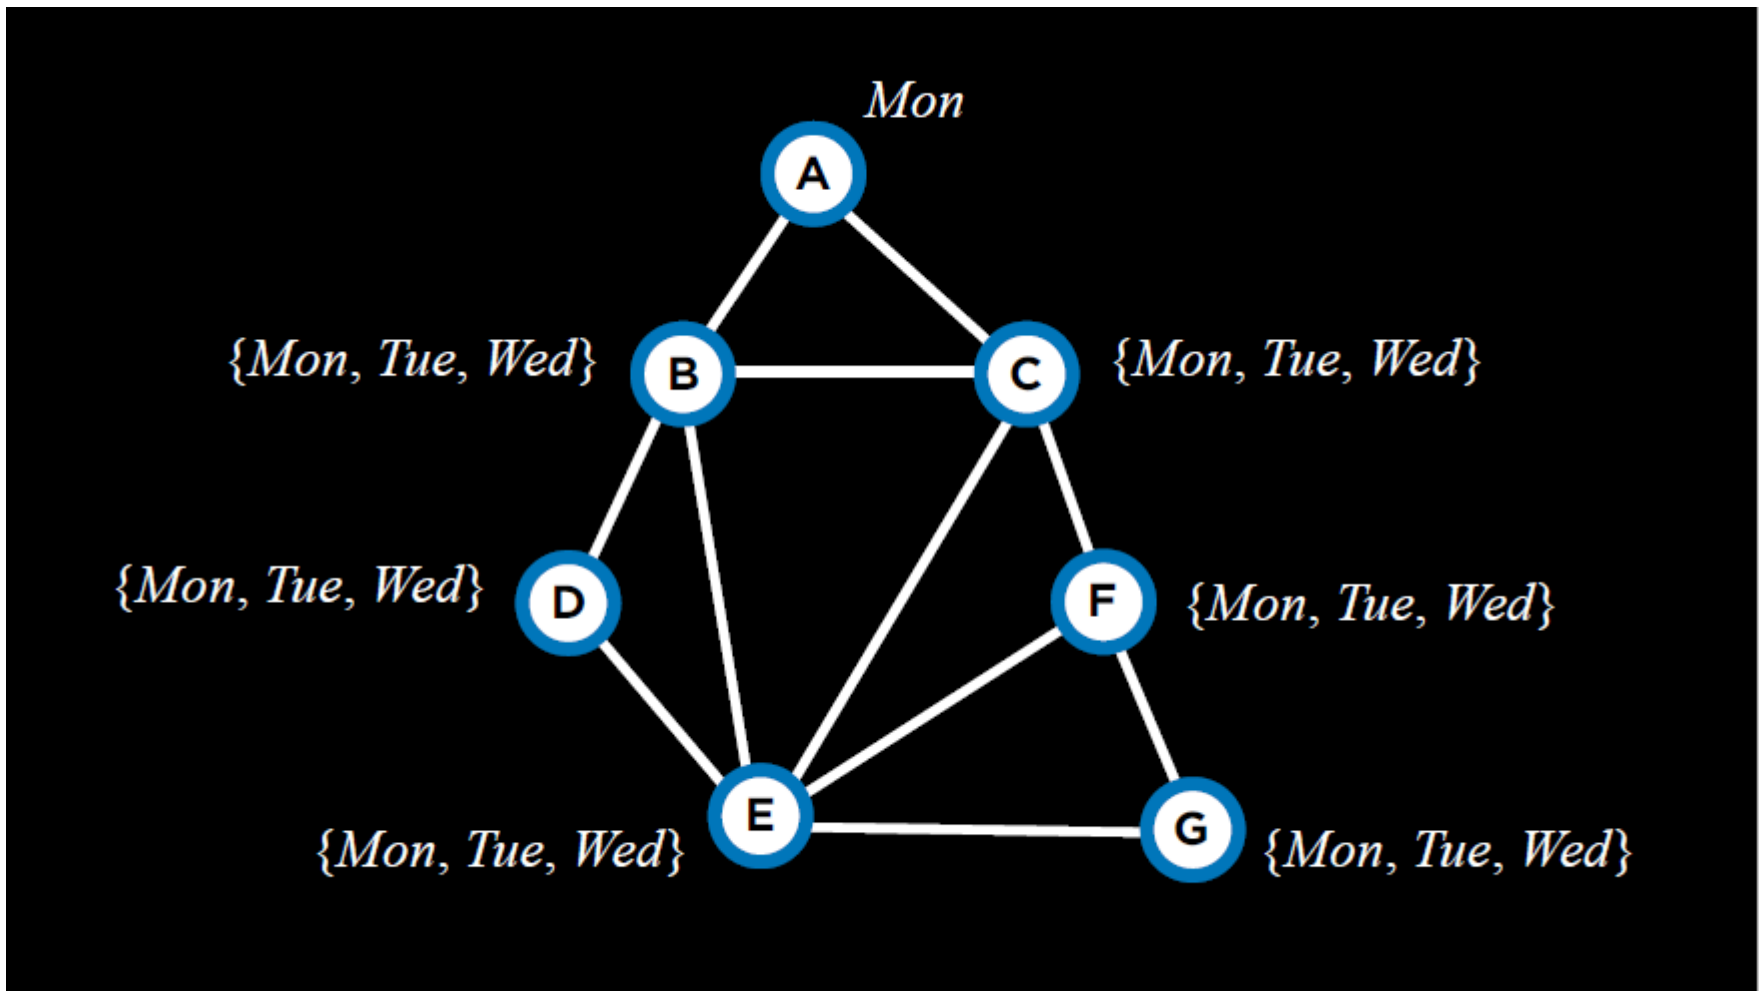 Mon
A
{Mon, Tue, Wed} B C {Mon, Tue, Wed}
{Mon, Tue, Wed} D F {Mon, Tue, Wed}
{Mon, Tue, Wed} E G {Mon, Tue, Wed}